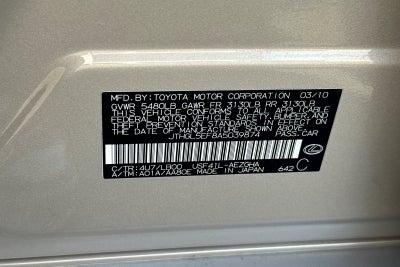 MFD. BY: TOYOTA MOTOR CORPORATION 03/10
GVWR 5480LB GAWR FR 3130LB RR 3130LB
THIS VEHICLE CONFORMS TO ALL APPLICABLE
FEDERAL MOTOR VEHICLE SAFETY, BUMPER, AND
THEFT PREVENTION STANDARDS IN EFFECT ON
THE DATE OF MANUFACTURE SHOWN ABOVE.
JTHGL5EF8A5039874 PASS. CAR
C/TR: 4U7/LB00 USF41L-AEZGHA
A/TM: A01A/AA80E MADE IN JAPAN 642 C